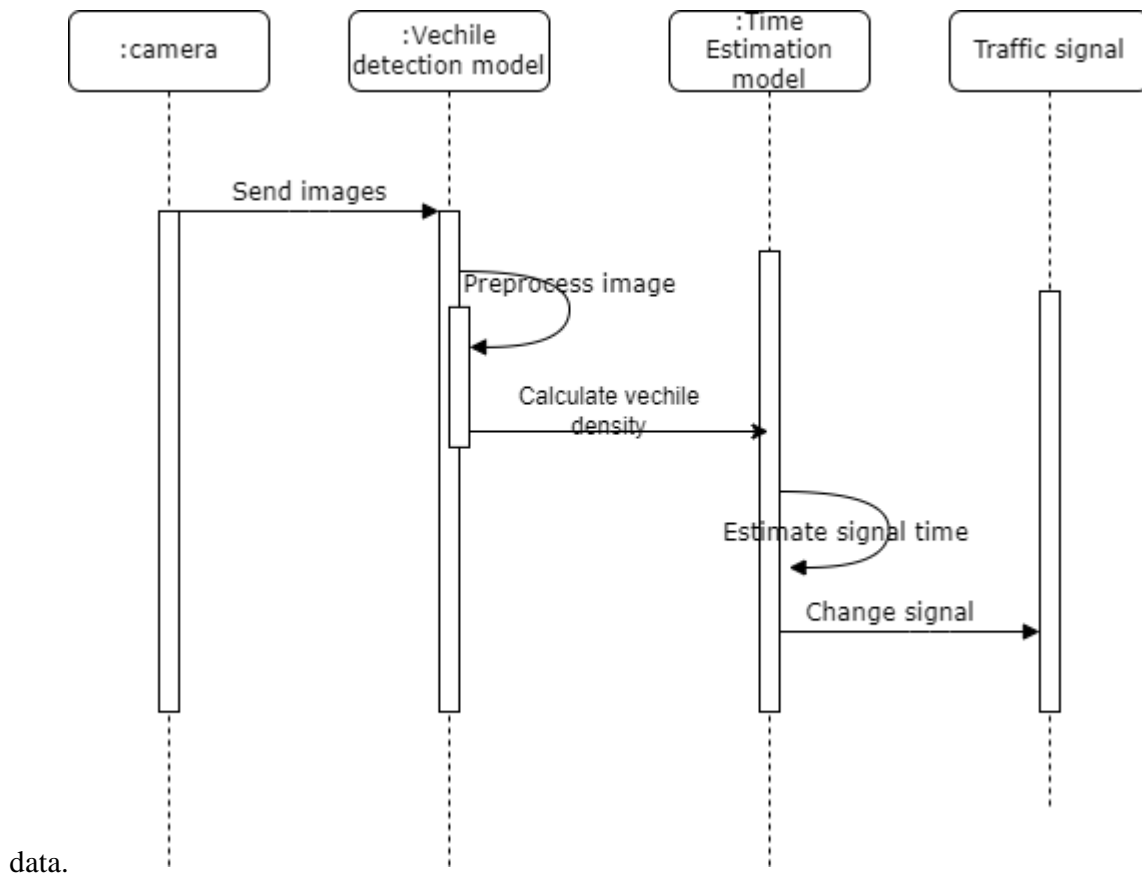 :camera
:Vechile
detection model
:Time
Estimation
model
Traffic signal
Send images
Preprocess image
Calculate vechile
density
Estimate signal time
Change signal
data.